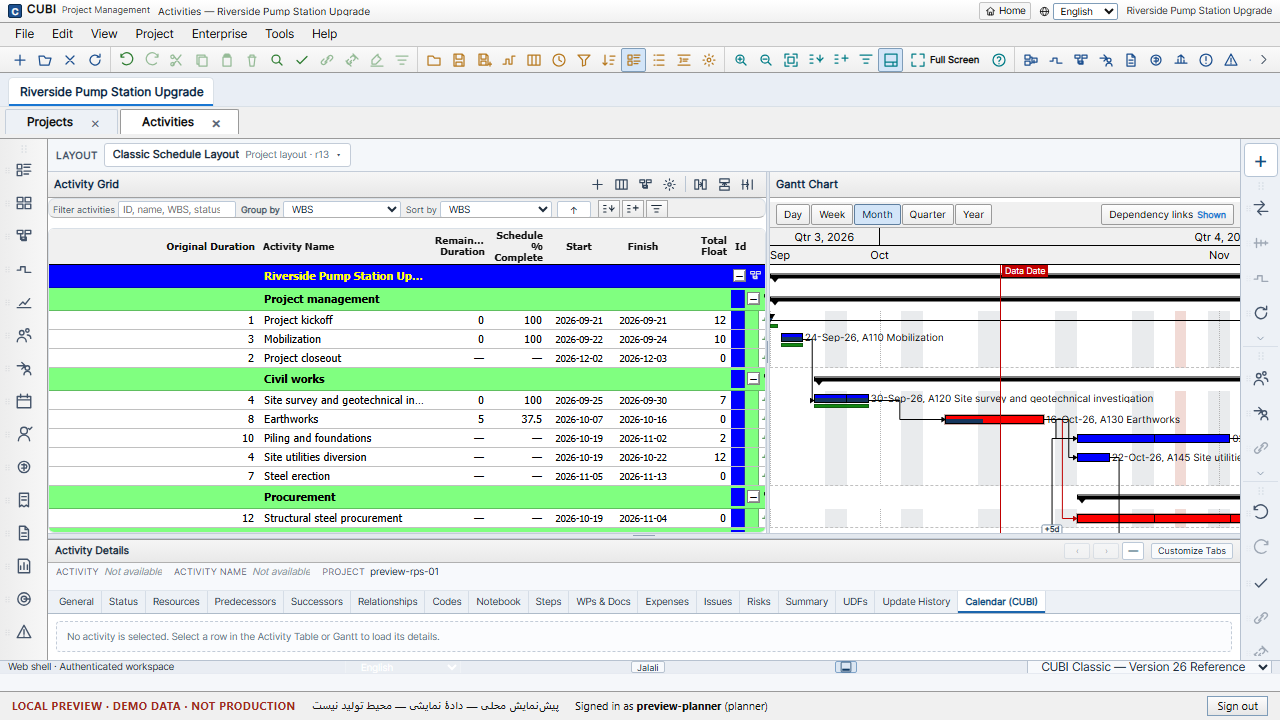 CUBI Project Management Activities — Riverside Pump Station Upgrade Home English Riverside Pump Station Upgrade
File Edit View Project Enterprise Tools Help
Full Screen
Riverside Pump Station Upgrade
Projects Activities
LAYOUT Classic Schedule Layout Project layout · r13
Activity Grid
Filter activities ID, name, WBS, status Group by WBS Sort by WBS
Original Duration Activity Name Remain... Duration Schedule % Complete Start Finish Total Float Id
Riverside Pump Station Up...
Project management
1 Project kickoff 0 100 2026-09-21 2026-09-21 12
3 Mobilization 0 100 2026-09-22 2026-09-24 10
2 Project closeout — — 2026-12-02 2026-12-03 0
Civil works
4 Site survey and geotechnical in... 0 100 2026-09-25 2026-09-30 7
8 Earthworks 5 37.5 2026-10-07 2026-10-16 0
10 Piling and foundations — — 2026-10-19 2026-11-02 2
4 Site utilities diversion — — 2026-10-19 2026-10-22 12
7 Steel erection — — 2026-11-05 2026-11-13 0
Procurement
12 Structural steel procurement — — 2026-10-19 2026-11-04 0
Gantt Chart
Day Week Month Quarter Year Dependency links Shown
Qtr 3, 2026 Qtr 4, 20
Sep Oct Nov
Data Date
24-Sep-26, A110 Mobilization
30-Sep-26, A120 Site survey and geotechnical investigation
16-Oct-26, A130 Earthworks
22-Oct-26, A145 Site utilitie
+5d
Activity Details Customize Tabs
ACTIVITY Not available ACTIVITY NAME Not available PROJECT preview-rps-01
General Status Resources Predecessors Successors Relationships Codes Notebook Steps WPs & Docs Expenses Issues Risks Summary UDFs Update History Calendar (CUBI)
No activity is selected. Select a row in the Activity Table or Gantt to load its details.
Web shell · Authenticated workspace English Jalali CUBI Classic — Version 26 Reference
LOCAL PREVIEW · DEMO DATA · NOT PRODUCTION پیش‌نمایش محلی — دادهٔ نمایشی — محیط تولید نیست Signed in as preview-planner (planner) Sign out